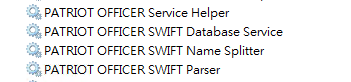 PATRIOT OFFICER Service Helper
PATRIOT OFFICER SWIFT Database Service
PATRIOT OFFICER SWIFT Name Splitter
PATRIOT OFFICER SWIFT Parser